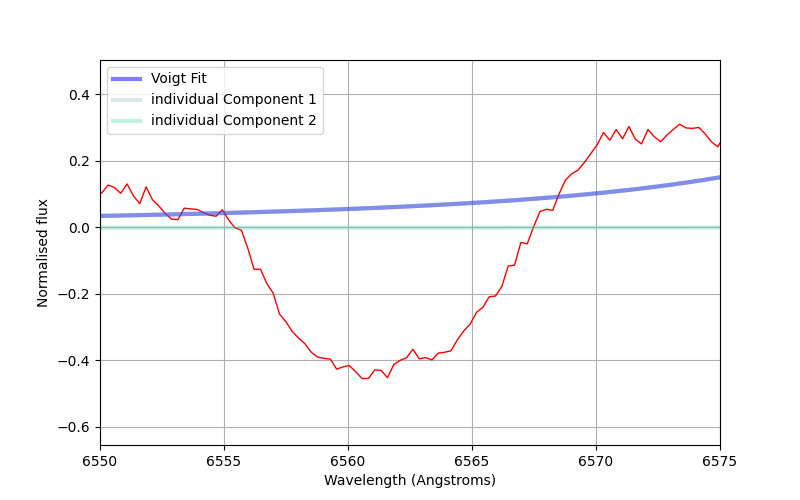 Voigt Fit
individual Component 1
individual Component 2
0.4
0.2
0.0
−0.2
−0.4
−0.6
Normalised flux
6550
6555
6560
6565
6570
6575
Wavelength (Angstroms)